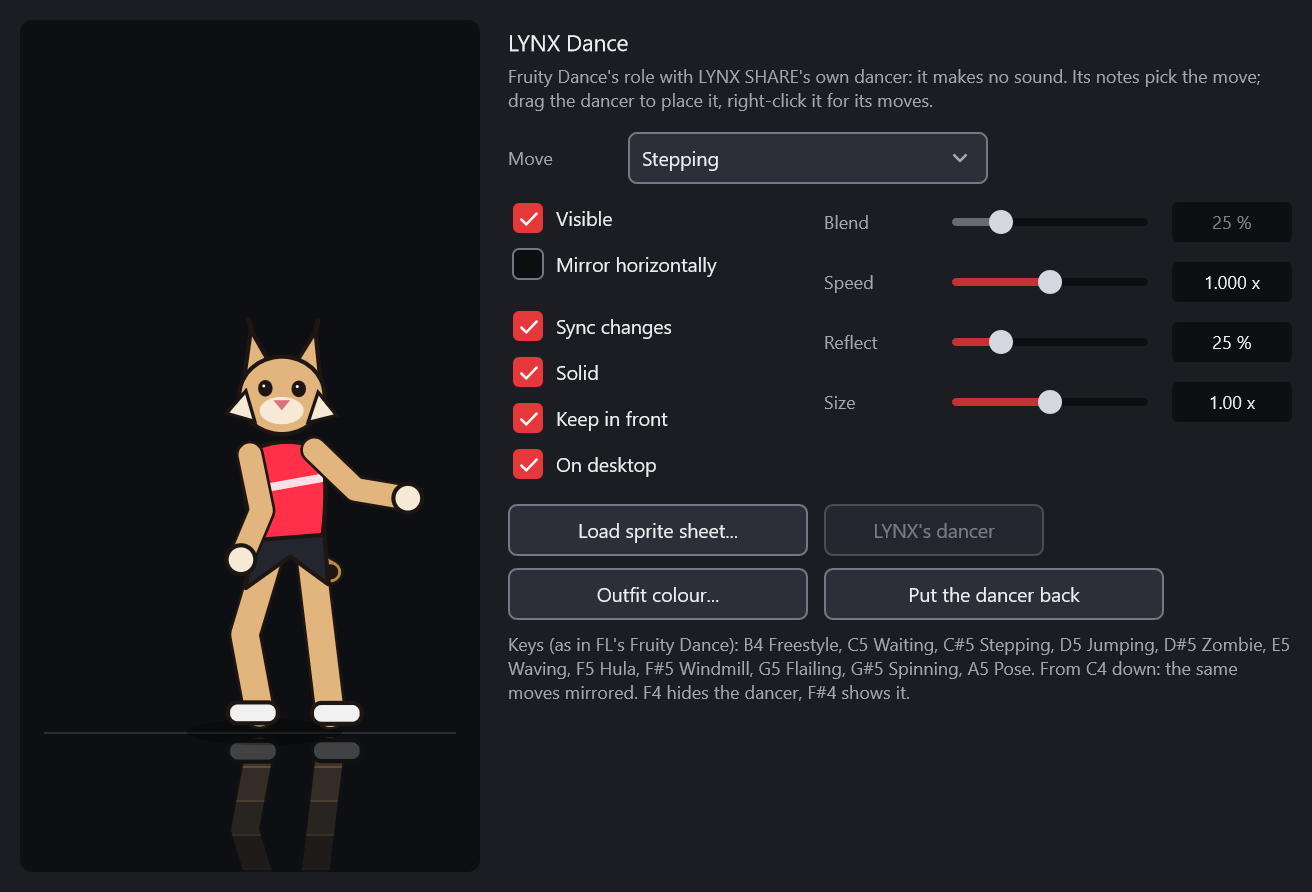 LYNX Dance
Fruity Dance's role with LYNX SHARE's own dancer: it makes no sound. Its notes pick the move;
drag the dancer to place it, right-click it for its moves.
Move
Stepping
Visible
Mirror horizontally
Sync changes
Solid
Keep in front
On desktop
Blend
25 %
Speed
1.000 x
Reflect
25 %
Size
1.00 x
Load sprite sheet...
LYNX's dancer
Outfit colour...
Put the dancer back
Keys (as in FL's Fruity Dance): B4 Freestyle, C5 Waiting, C#5 Stepping, D5 Jumping, D#5 Zombie, E5
Waving, F5 Hula, F#5 Windmill, G5 Flailing, G#5 Spinning, A5 Pose. From C4 down: the same
moves mirrored. F4 hides the dancer, F#4 shows it.